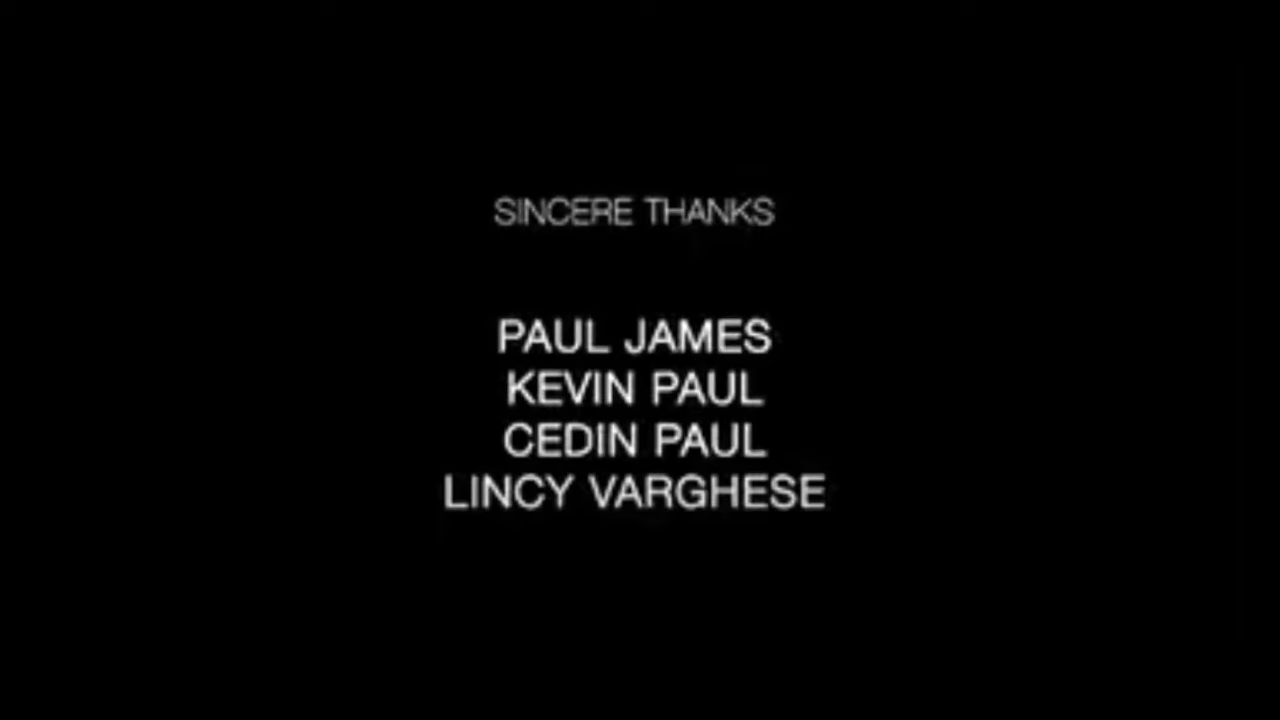 SINCERE THANKS
PAUL JAMES
KEVIN PAUL
CEDIN PAUL
LINCY VARGHESE